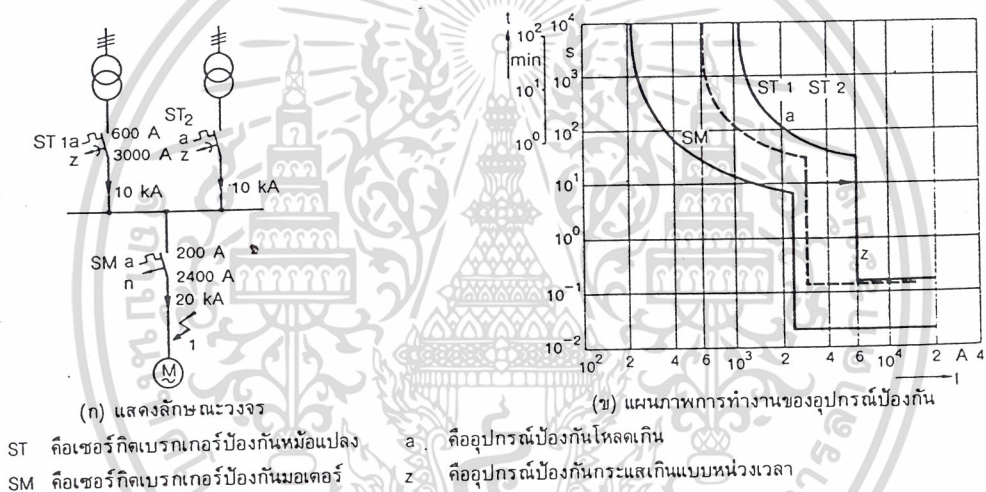 ST 1a
600 A
z
3000 A
10 kA
ST2
a
z
10 kA
SM a
n
200 A
2400 A
20 kA
1
M
(ก) แสดงลักษณะวงจร
t
10² 10¹ 10⁰
min
s
10⁴
10³
10²
10¹
10⁰
10⁻¹
10⁻²
ST 1 ST 2
a
SM
z
10² 2 4 6 10³ 2 4 6 10⁴ 2 A 4
I
(ข) แผนภาพการทำงานของอุปกรณ์ป้องกัน
ST คือเซอร์กิตเบรกเกอร์ป้องกันหม้อแปลง a คืออุปกรณ์ป้องกันโหลดเกิน
SM คือเซอร์กิตเบรกเกอร์ป้องกันมอเตอร์ z คืออุปกรณ์ป้องกันกระแสเกินแบบหน่วงเวลา